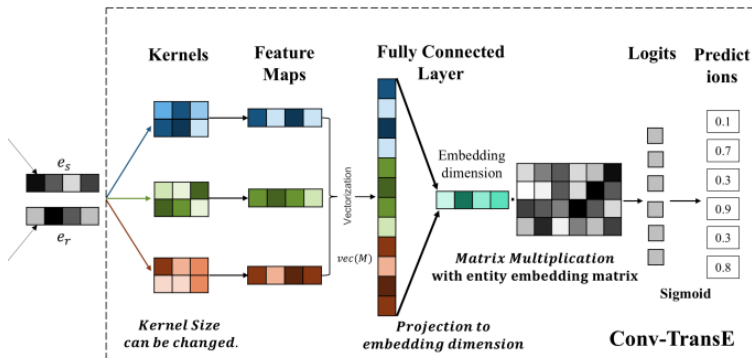 Kernels
Feature
Maps
Fully Connected
Layer
Logits
Predict
ions
e_s
e_r
Vectorization
vec(M)
Embedding
dimension
0.1
0.7
0.3
0.9
0.3
0.8
Matrix Multiplication
with entity embedding matrix
Sigmoid
Kernel Size
can be changed.
Projection to
embedding dimension
Conv-TransE